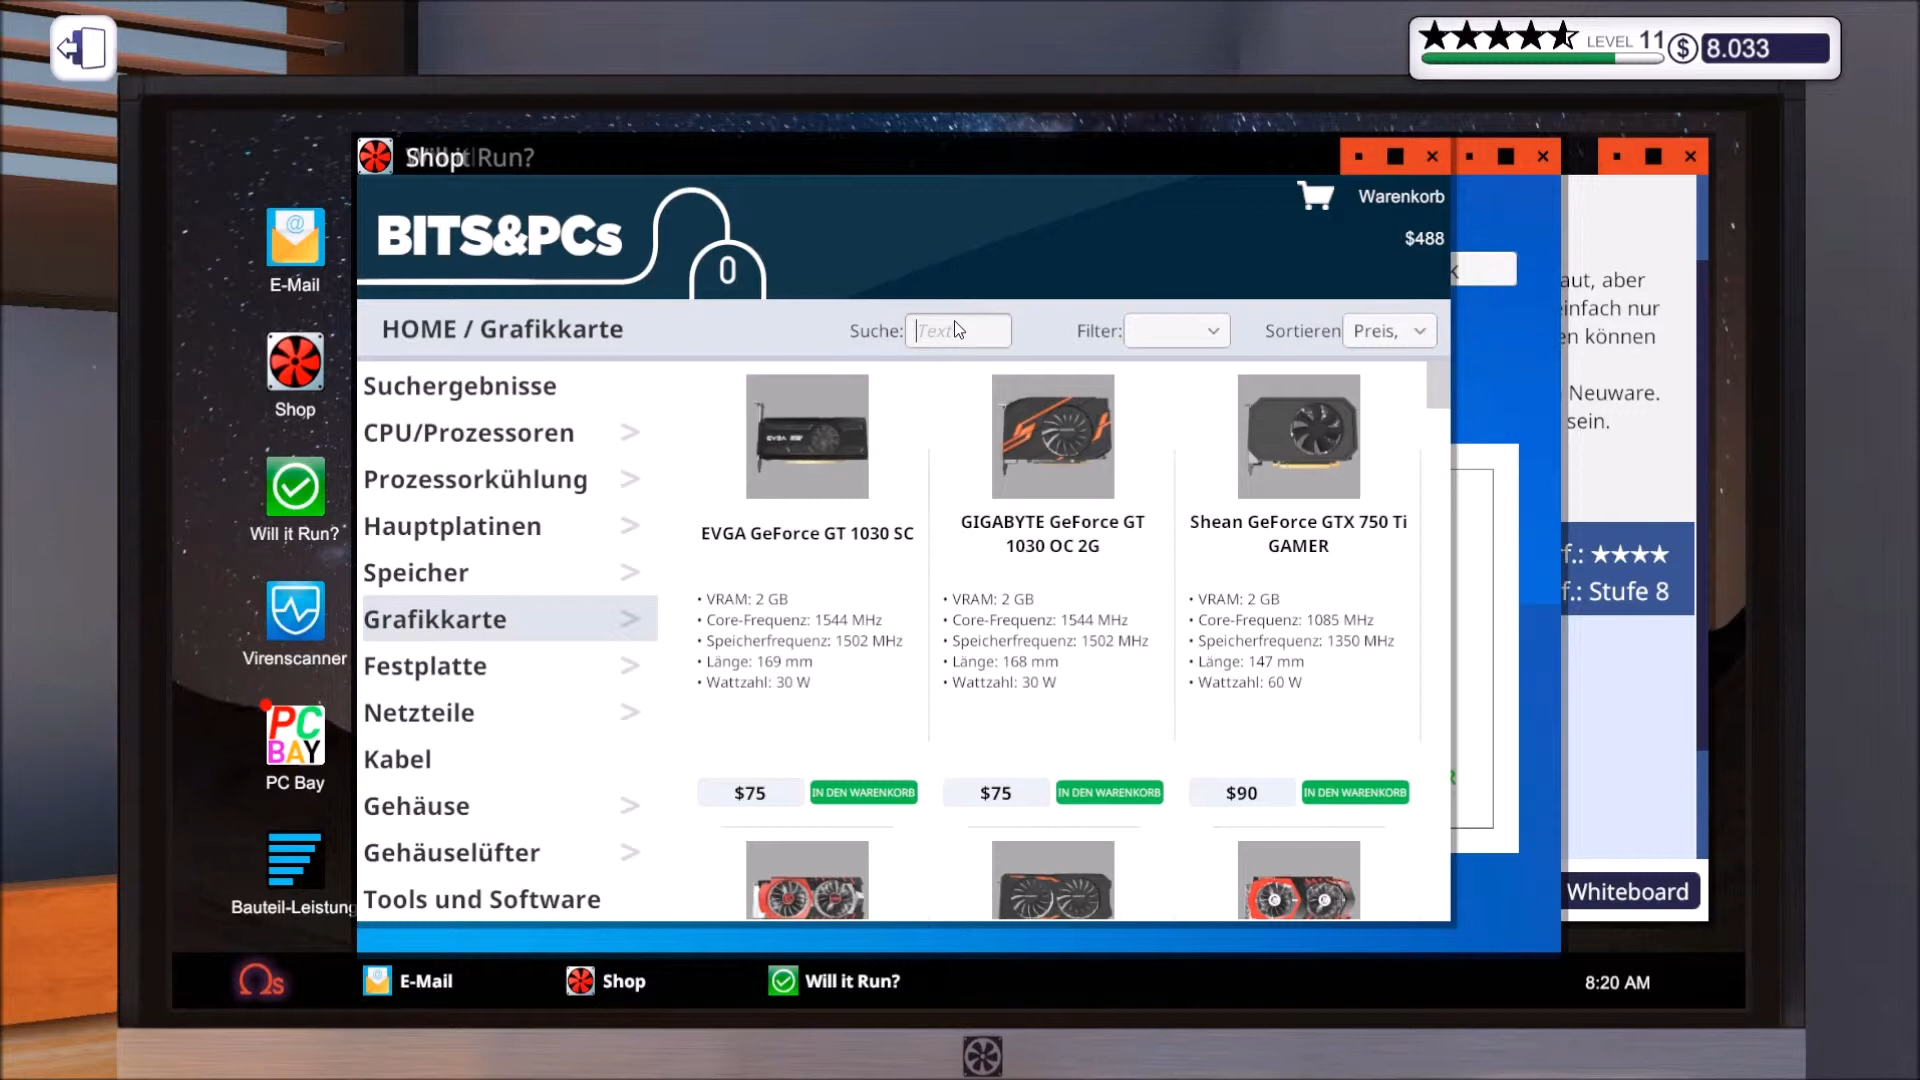 LEVEL 11
$ 8.033
Shop
Run?
BITS&PCs
Warenkorb
$488
HOME / Grafikkarte
Suche:
Text
Filter:
Sortieren
Preis,
Suchergebnisse
CPU/Prozessoren >
Prozessorkühlung >
Hauptplatinen >
Speicher >
Grafikkarte >
Festplatte >
Netzteile >
Kabel
Gehäuse >
Gehäuselüfter >
Tools und Software
EVGA GeForce GT 1030 SC
• VRAM: 2 GB
• Core-Frequenz: 1544 MHz
• Speicherfrequenz: 1502 MHz
• Länge: 169 mm
• Wattzahl: 30 W
$75
IN DEN WARENKORB
GIGABYTE GeForce GT
1030 OC 2G
• VRAM: 2 GB
• Core-Frequenz: 1544 MHz
• Speicherfrequenz: 1502 MHz
• Länge: 168 mm
• Wattzahl: 30 W
$75
IN DEN WARENKORB
Shean GeForce GTX 750 Ti
GAMER
• VRAM: 2 GB
• Core-Frequenz: 1085 MHz
• Speicherfrequenz: 1350 MHz
• Länge: 147 mm
• Wattzahl: 60 W
$90
IN DEN WARENKORB
aut, aber
einfach nur
en können
Neuware.
sein.
f.: ★★★★
f.: Stufe 8
Whiteboard
E-Mail
Shop
Will it Run?
Virenscanner
PC
BAY
PC Bay
Bauteil-Leistung
Ωs
E-Mail
Shop
Will it Run?
8:20 AM